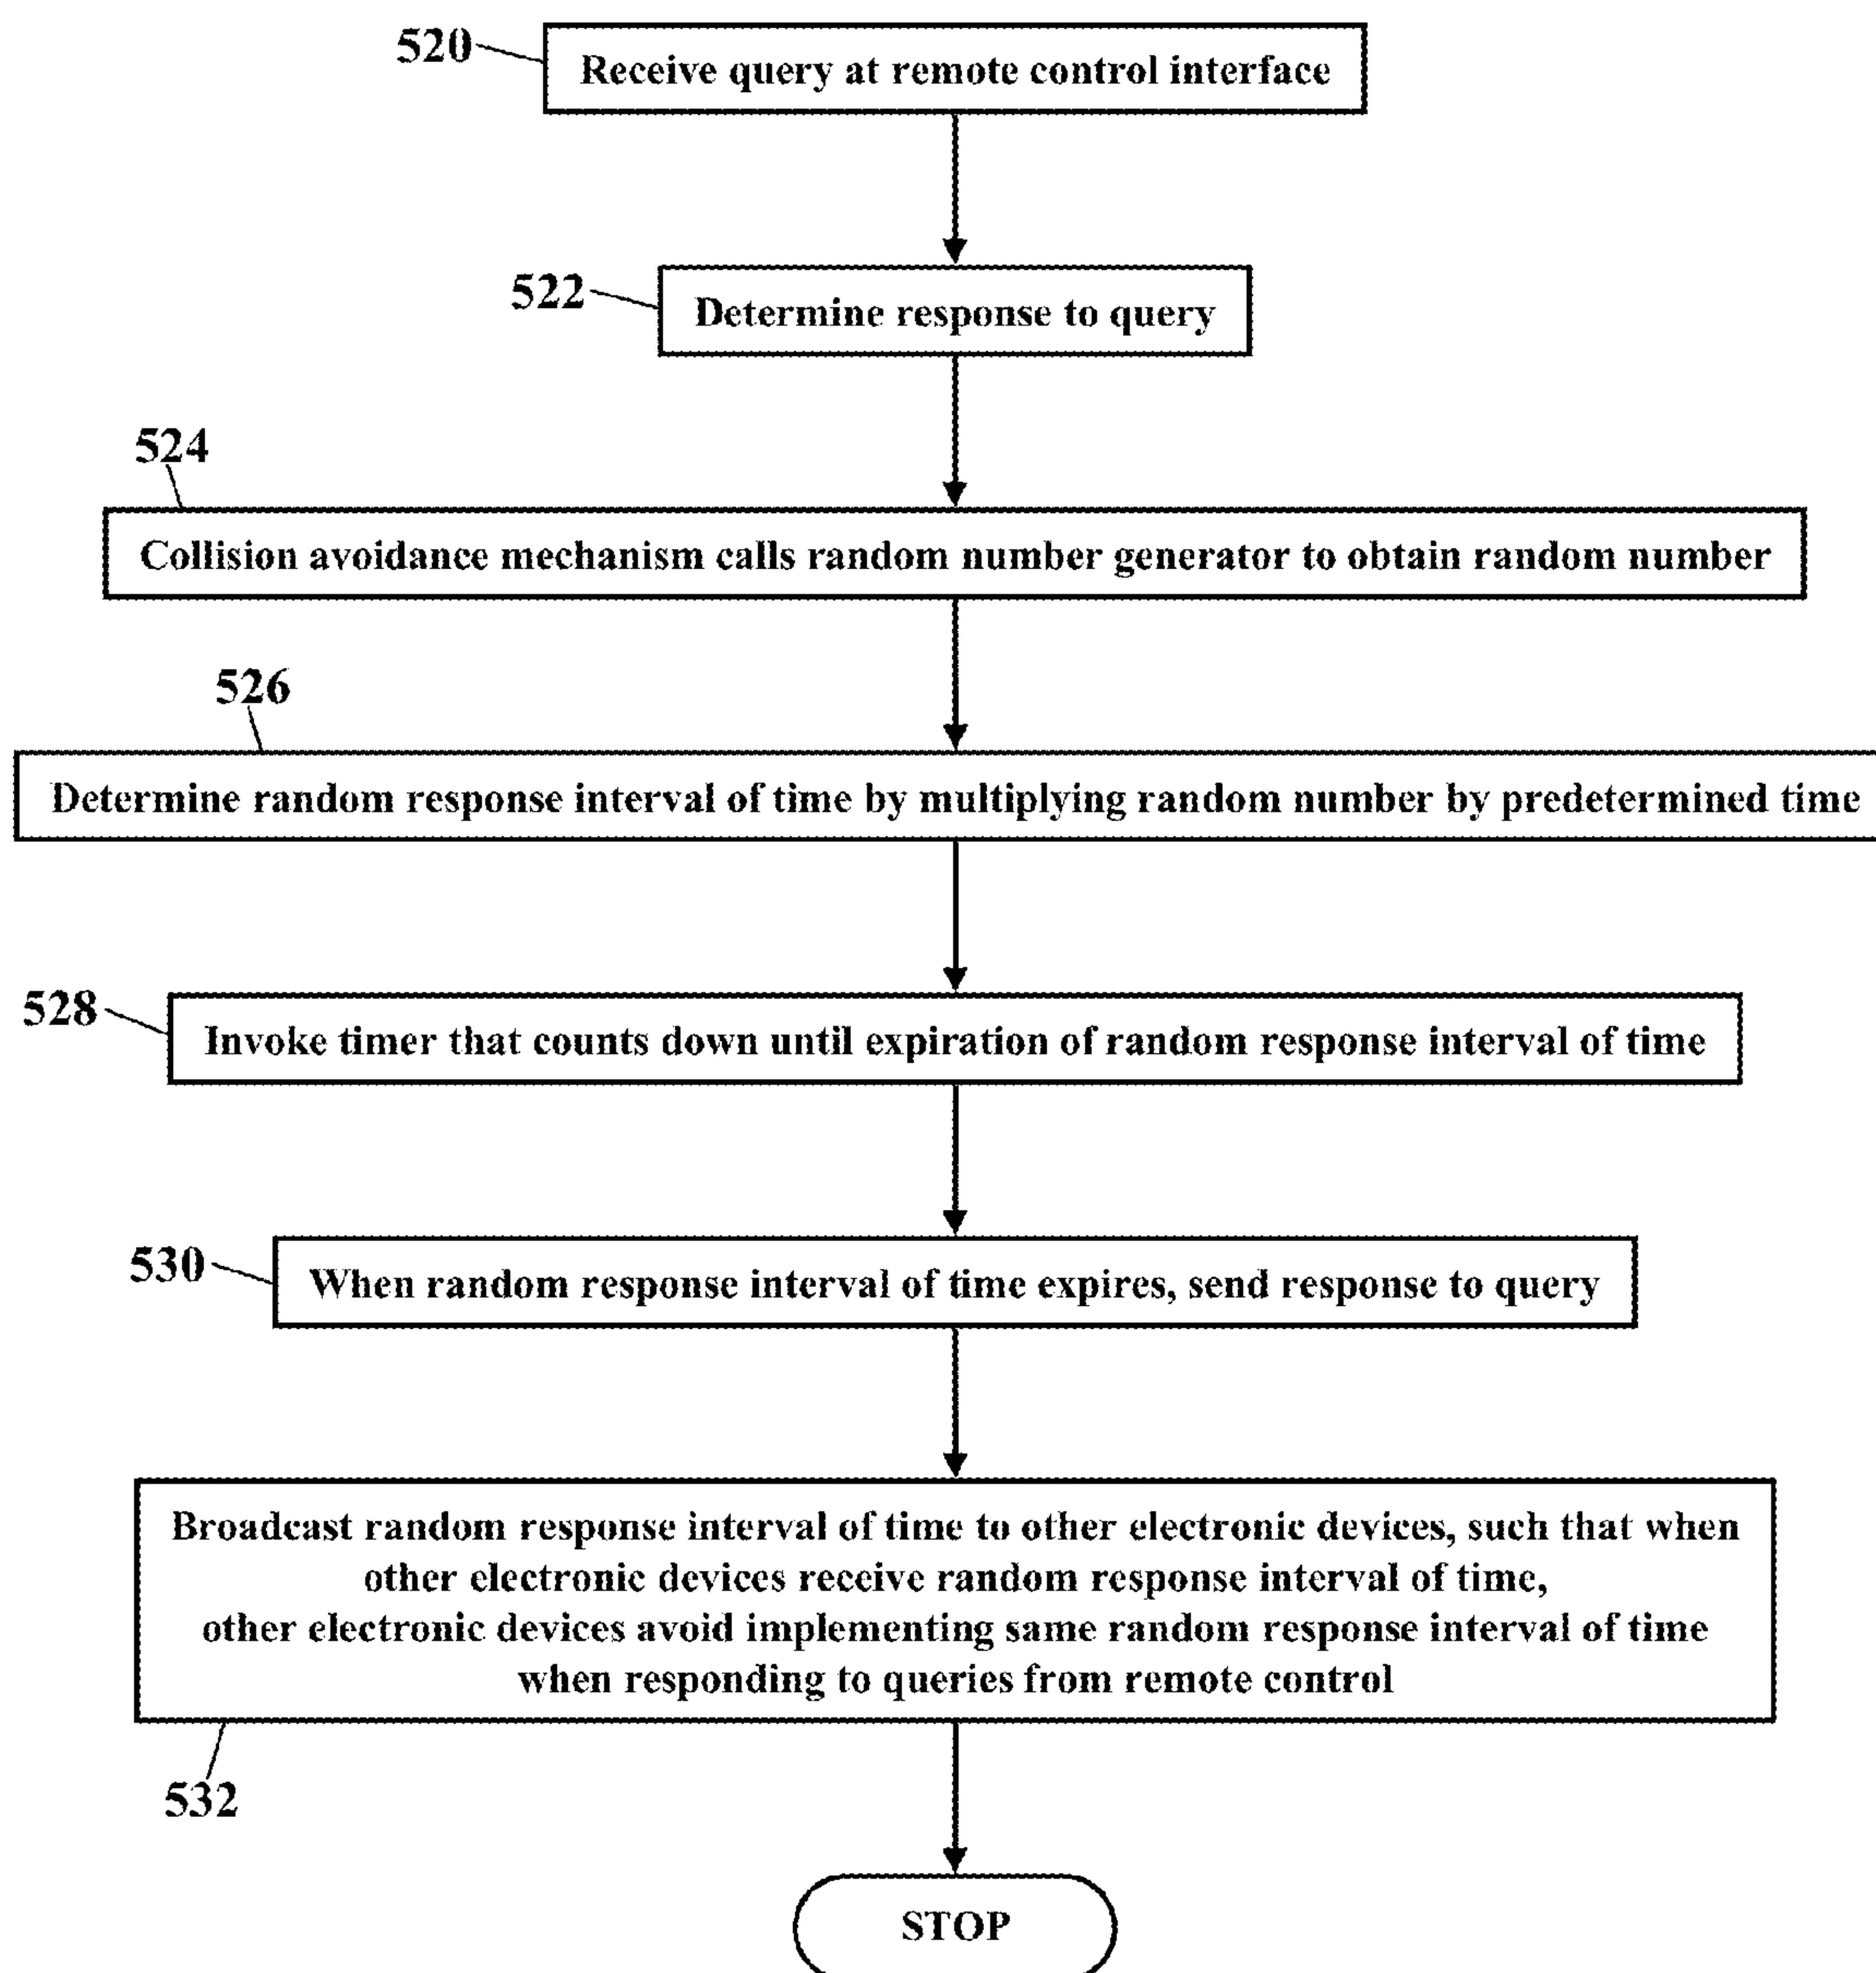 520
Receive query at remote control interface
522
Determine response to query
524
Collision avoidance mechanism calls random number generator to obtain random number
526
Determine random response interval of time by multiplying random number by predetermined time
528
Invoke timer that counts down until expiration of random response interval of time
530
When random response interval of time expires, send response to query
Broadcast random response interval of time to other electronic devices, such that when
other electronic devices receive random response interval of time,
other electronic devices avoid implementing same random response interval of time
when responding to queries from remote control
532
STOP